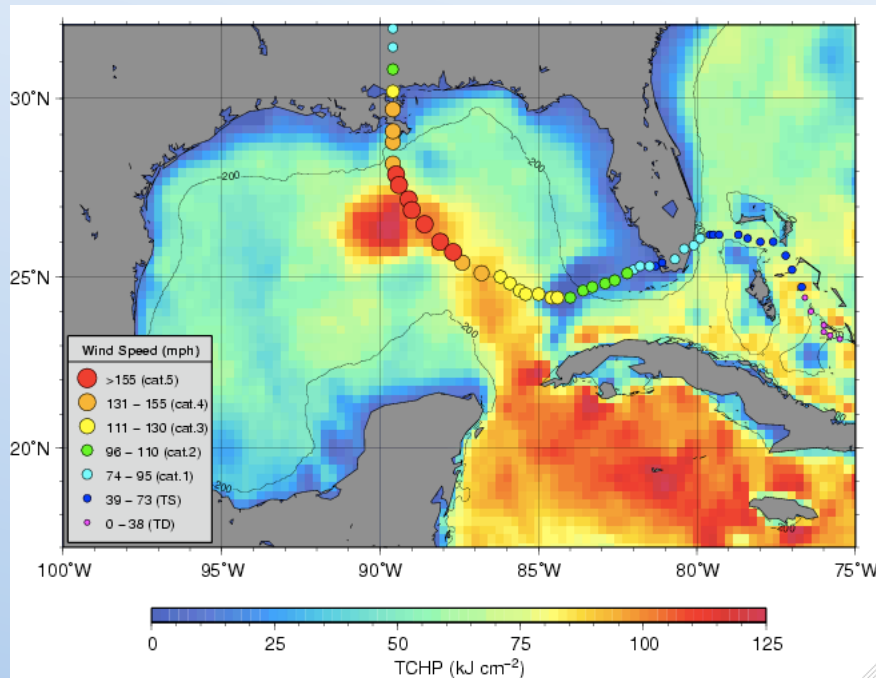 30°N
25°N
20°N
200
200
200
200
200
Wind Speed (mph)
>155 (cat.5)
131 – 155 (cat.4)
111 – 130 (cat.3)
96 – 110 (cat.2)
74 – 95 (cat.1)
39 – 73 (TS)
0 – 38 (TD)
100°W 95°W 90°W 85°W 80°W 75°W
0 25 50 75 100 125
TCHP (kJ cm⁻²)